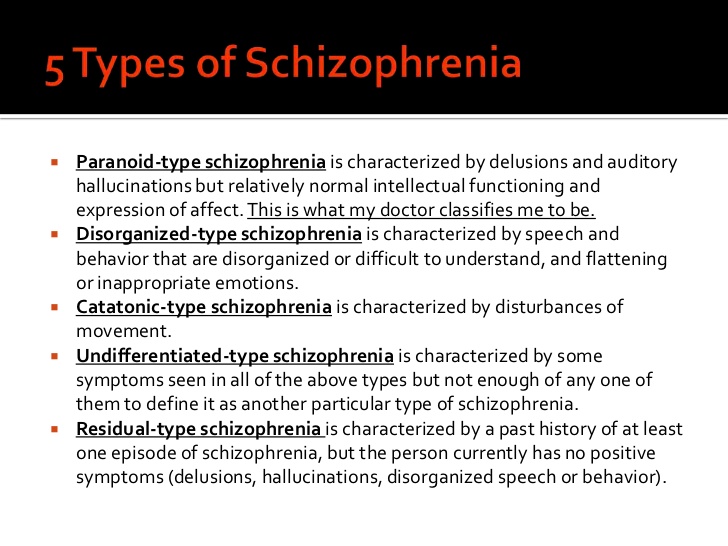 5 Types of Schizophrenia
▪ Paranoid-type schizophrenia is characterized by delusions and auditory
hallucinations but relatively normal intellectual functioning and
expression of affect. This is what my doctor classifies me to be.
▪ Disorganized-type schizophrenia is characterized by speech and
behavior that are disorganized or difficult to understand, and flattening
or inappropriate emotions.
▪ Catatonic-type schizophrenia is characterized by disturbances of
movement.
▪ Undifferentiated-type schizophrenia is characterized by some
symptoms seen in all of the above types but not enough of any one of
them to define it as another particular type of schizophrenia.
▪ Residual-type schizophrenia is characterized by a past history of at least
one episode of schizophrenia, but the person currently has no positive
symptoms (delusions, hallucinations, disorganized speech or behavior).